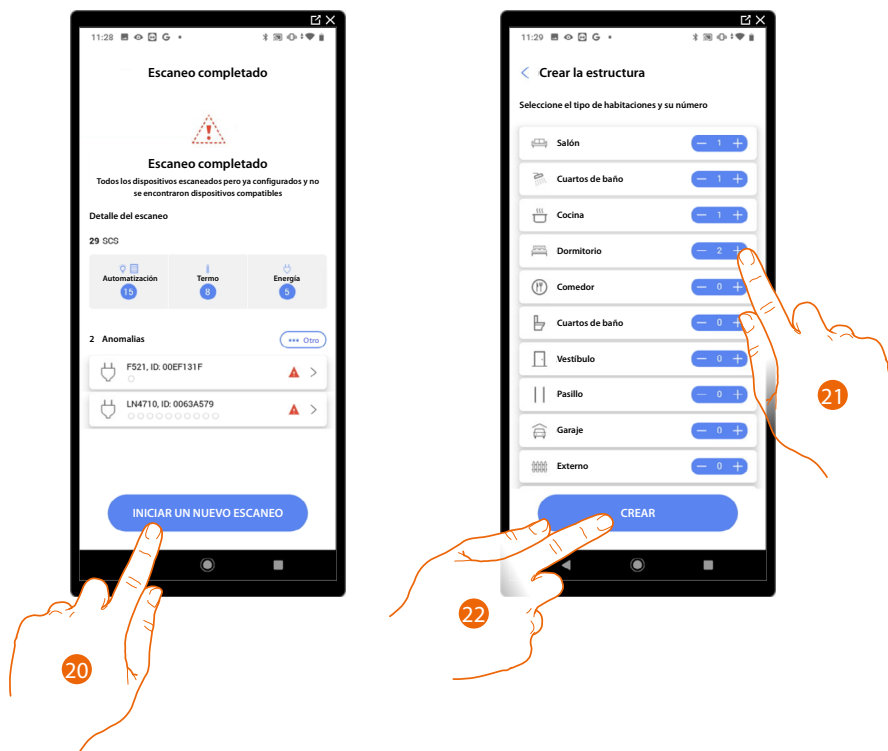 11:28 G
Escaneo completado
Escaneo completado
Todos los dispositivos escaneados pero ya configurados y no
se encontraron dispositivos compatibles
Detalle del escaneo
29 SCS
Automatización Termo Energía
15 8 5
2 Anomalias ••• Otro
F521, ID: 00EF131F
LN4710, ID: 0063A579
INICIAR UN NUEVO ESCANEO
20
11:29 G
Crear la estructura
Seleccione el tipo de habitaciones y su número
Salón − 1 +
Cuartos de baño − 1 +
Cocina − 1 +
Dormitorio − 2 +
Comedor − 0 +
Cuartos de baño − 0 +
Vestíbulo − 0 +
Pasillo − 0 +
Garaje − 0 +
Externo − 0 +
CREAR
21
22